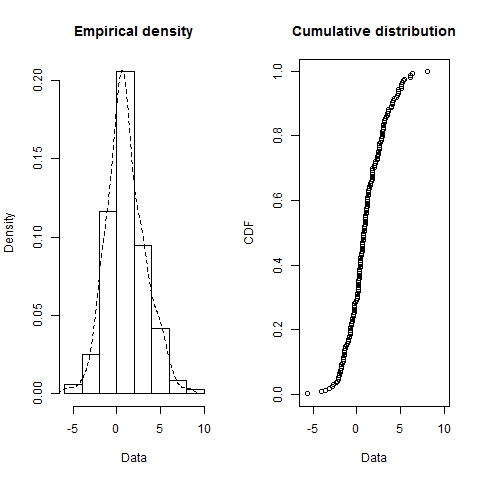 Empirical density
Density
0.00
0.05
0.10
0.15
0.20
-5 0 5 10
Data
Cumulative distribution
CDF
0.0
0.2
0.4
0.6
0.8
1.0
-5 0 5 10
Data